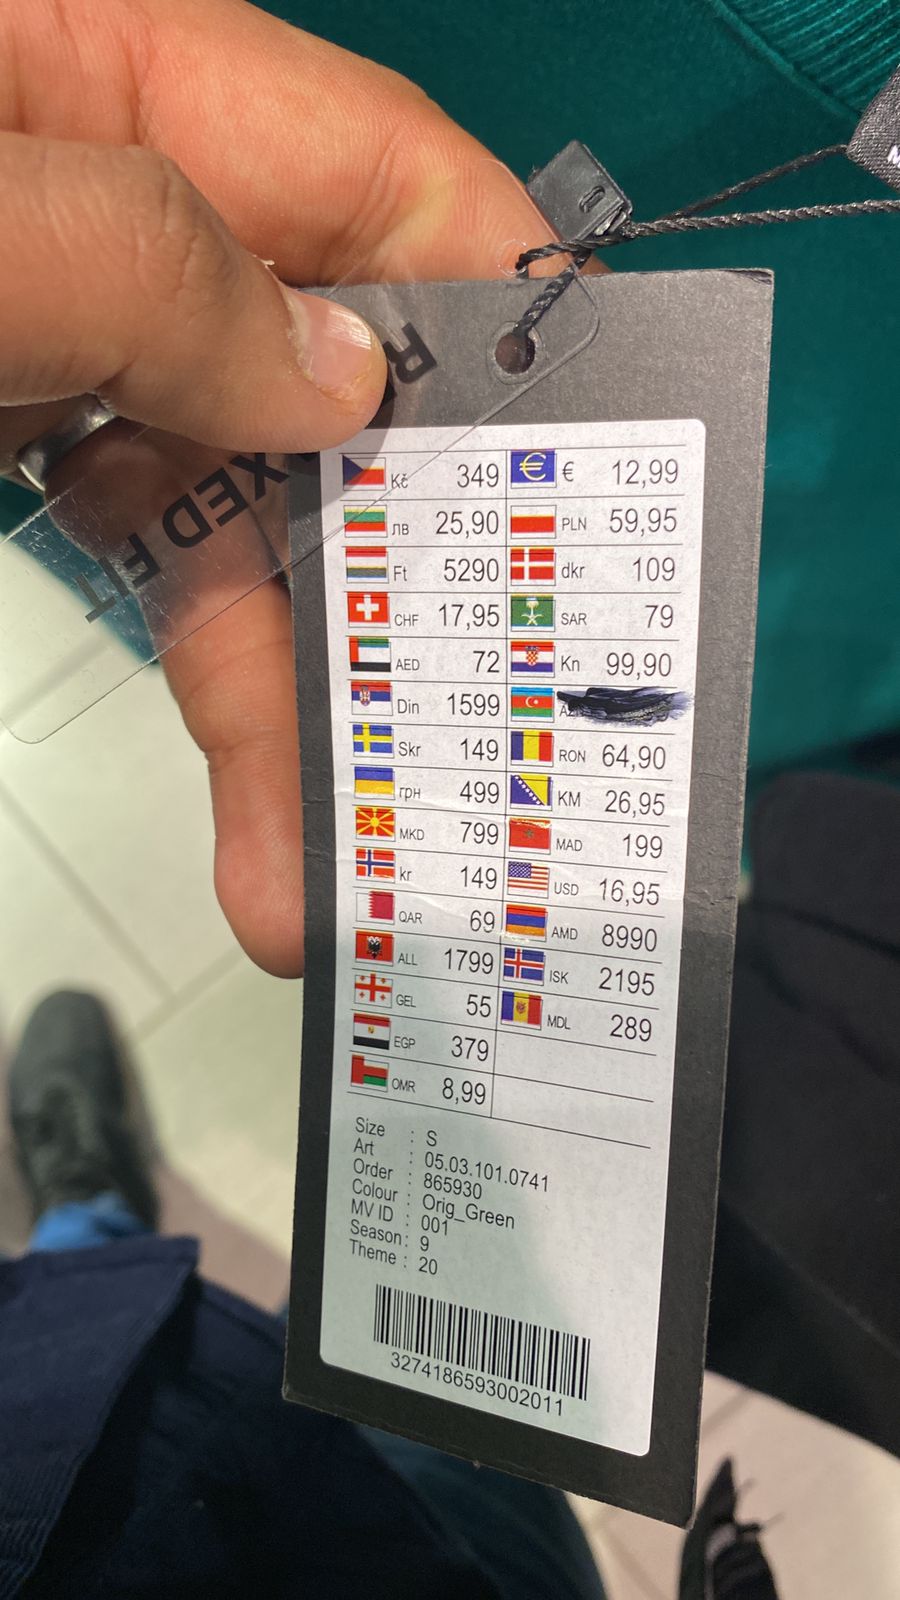 RELAXED FIT
Kč 349 € 12,99
лв 25,90 PLN 59,95
Ft 5290 dkr 109
CHF 17,95 SAR 79
AED 72 Kn 99,90
Din 1599
Skr 149 RON 64,90
грн 499 KM 26,95
MKD 799 MAD 199
kr 149 USD 16,95
QAR 69 AMD 8990
ALL 1799 ISK 2195
GEL 55 MDL 289
EGP 379
OMR 8,99
Size : S
Art : 05.03.101.0741
Order : 865930
Colour : Orig_Green
MV ID : 001
Season : 9
Theme : 20
3274186593002011